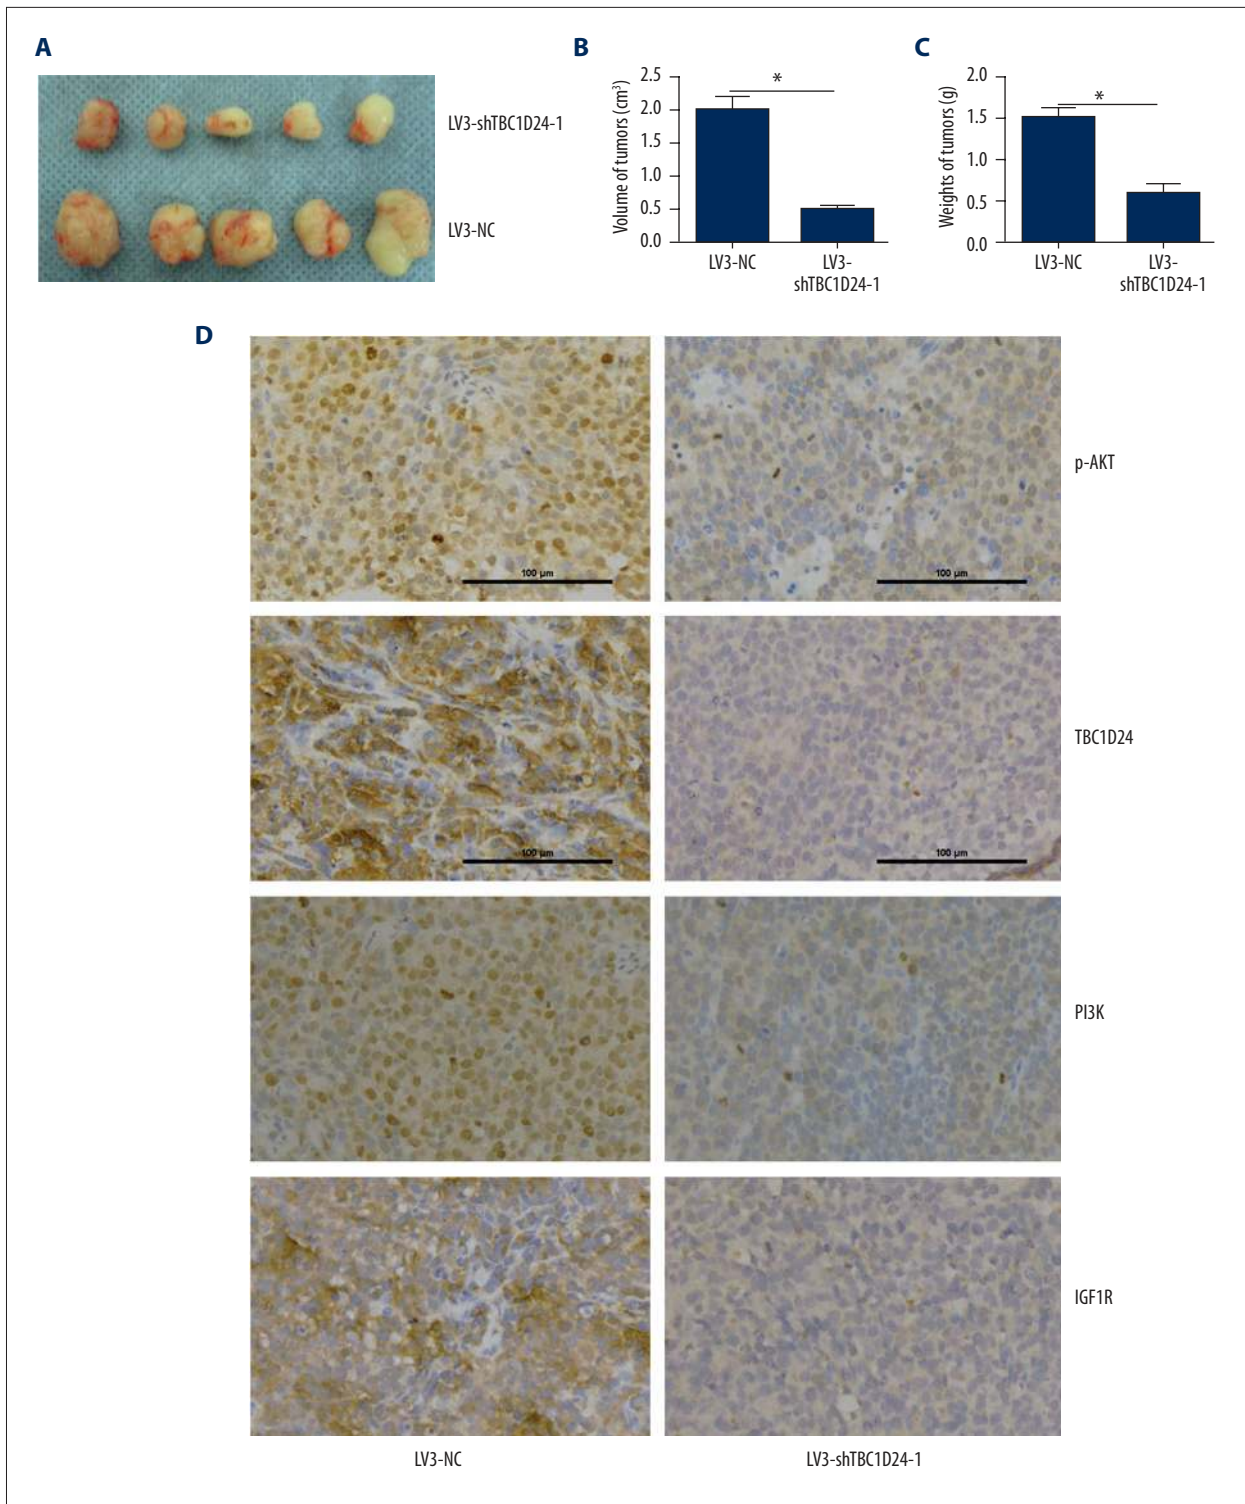 A
LV3-shTBC1D24-1
LV3-NC
B
Volume of tumors (cm³)
2.5
2.0
1.5
1.0
0.5
0.0
*
LV3-NC
LV3-
shTBC1D24-1
C
Weights of tumors (g)
2.0
1.5
1.0
0.5
0.0
*
LV3-NC
LV3-
shTBC1D24-1
D
100 µm
100 µm
p-AKT
100 µm
100 µm
TBC1D24
PI3K
IGF1R
LV3-NC
LV3-shTBC1D24-1